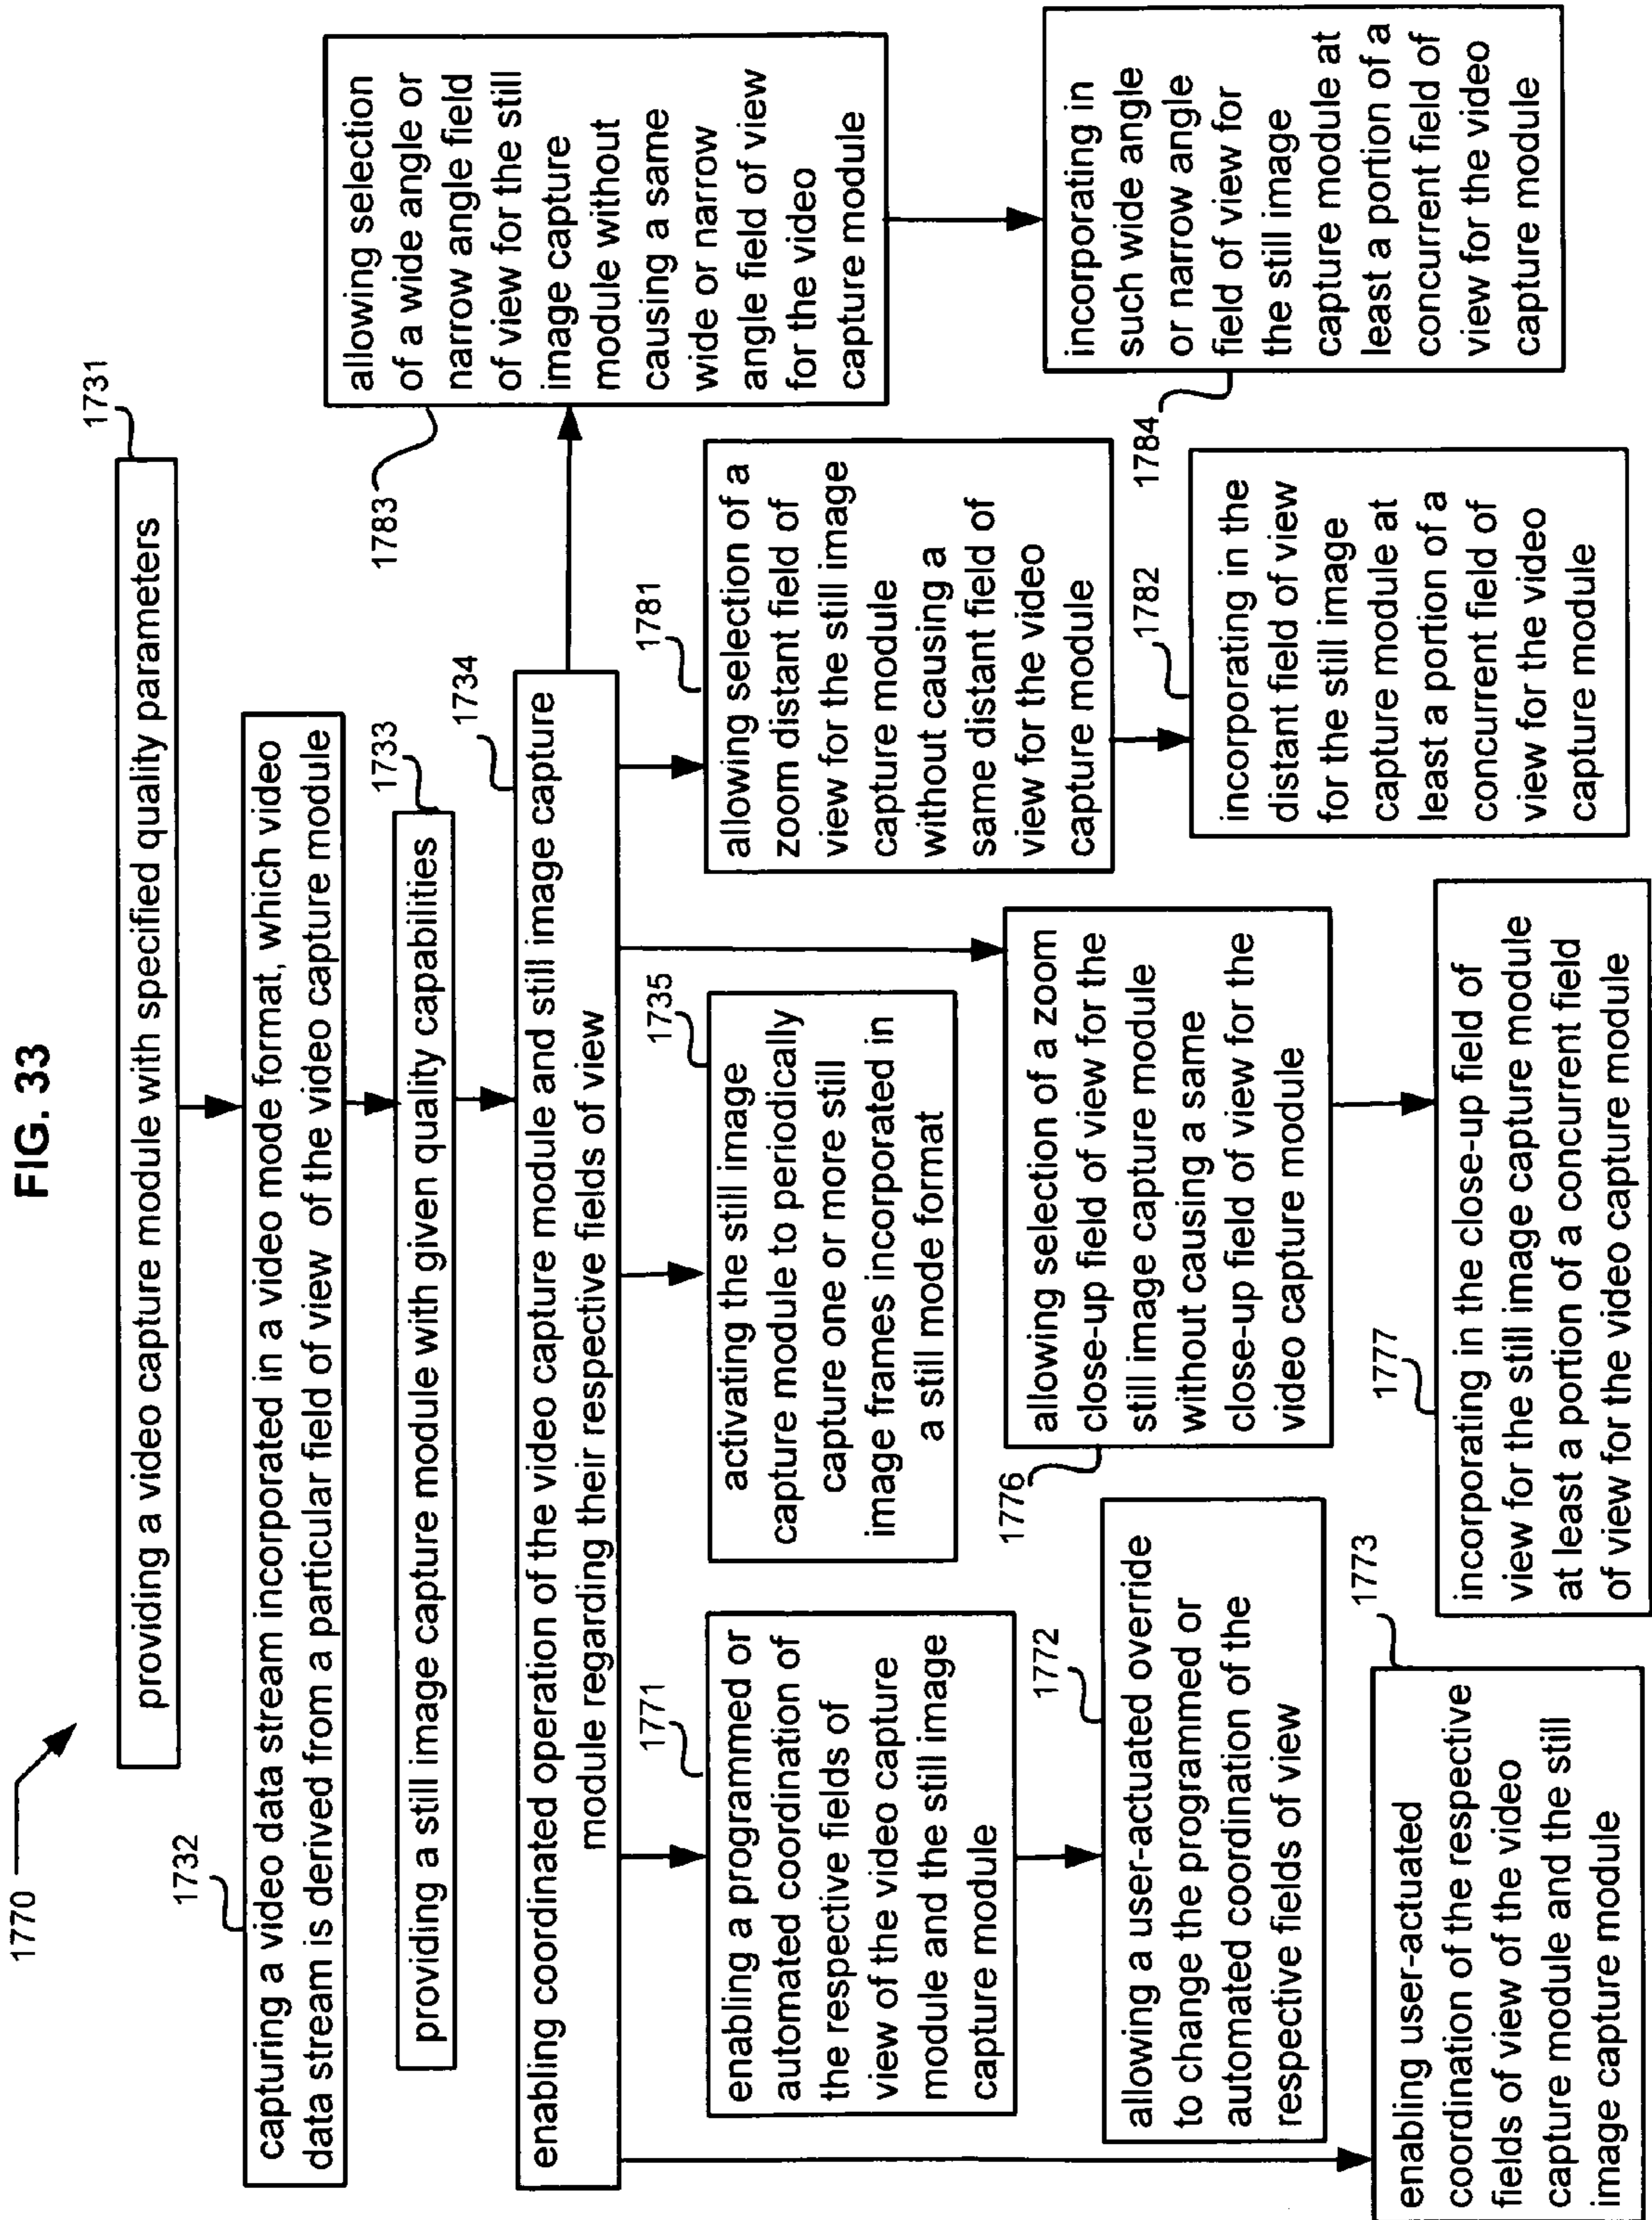 FIG. 33
1770
1731
providing a video capture module with specified quality parameters
1732
capturing a video data stream incorporated in a video mode format, which video
data stream is derived from a particular field of view of the video capture module
1733
providing a still image capture module with given quality capabilities
1734
enabling coordinated operation of the video capture module and still image capture
module regarding their respective fields of view
1771
enabling a programmed or
automated coordination of
the respective fields of
view of the video capture
module and the still image
capture module
1772
allowing a user-actuated override
to change the programmed or
automated coordination of the
respective fields of view
1773
enabling user-actuated
coordination of the respective
fields of view of the video
capture module and the still
image capture module
1735
activating the still image
capture module to periodically
capture one or more still
image frames incorporated in
a still mode format
1776
allowing selection of a zoom
close-up field of view for the
still image capture module
without causing a same
close-up field of view for the
video capture module
1777
incorporating in the close-up field of
view for the still image capture module
at least a portion of a concurrent field
of view for the video capture module
1781
allowing selection of a
zoom distant field of
view for the still image
capture module
without causing a
same distant field of
view for the video
capture module
1782
incorporating in the
distant field of view
for the still image
capture module at
least a portion of a
concurrent field of
view for the video
capture module
1783
allowing selection
of a wide angle or
narrow angle field
of view for the still
image capture
module without
causing a same
wide or narrow
angle field of view
for the video
capture module
1784
incorporating in
such wide angle
or narrow angle
field of view for
the still image
capture module at
least a portion of a
concurrent field of
view for the video
capture module